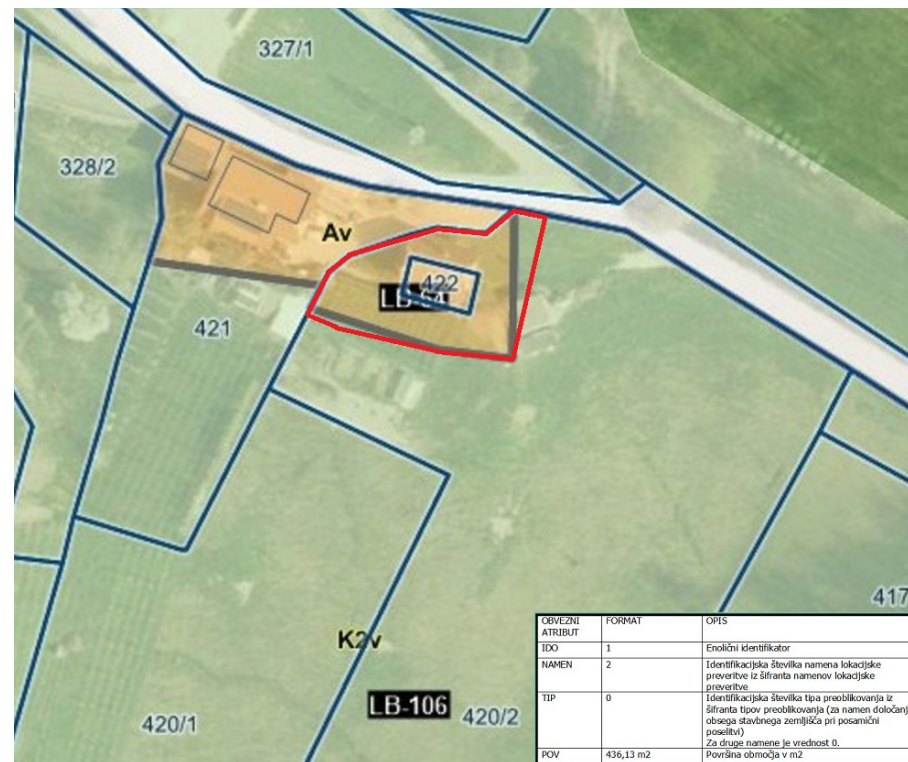 327/1
328/2
Av
422
421
417
K2v
LB-106
420/2
420/1
OBVEZNI ATRIBUT FORMAT OPIS
IDO 1 Enolični identifikator
NAMEN 2 Identifikacijska številka namena lokacijske
preveritve iz šifranta namenov lokacijske
preveritve
TIP 0 Identifikacijska številka tipa preoblikovanja iz
šifranta tipov preoblikovanja (za namen določanj
obsega stavbnega zemljišča pri posamični
poselitvi)
Za druge namene je vrednost 0.
POV 436,13 m2 Površina območja v m2